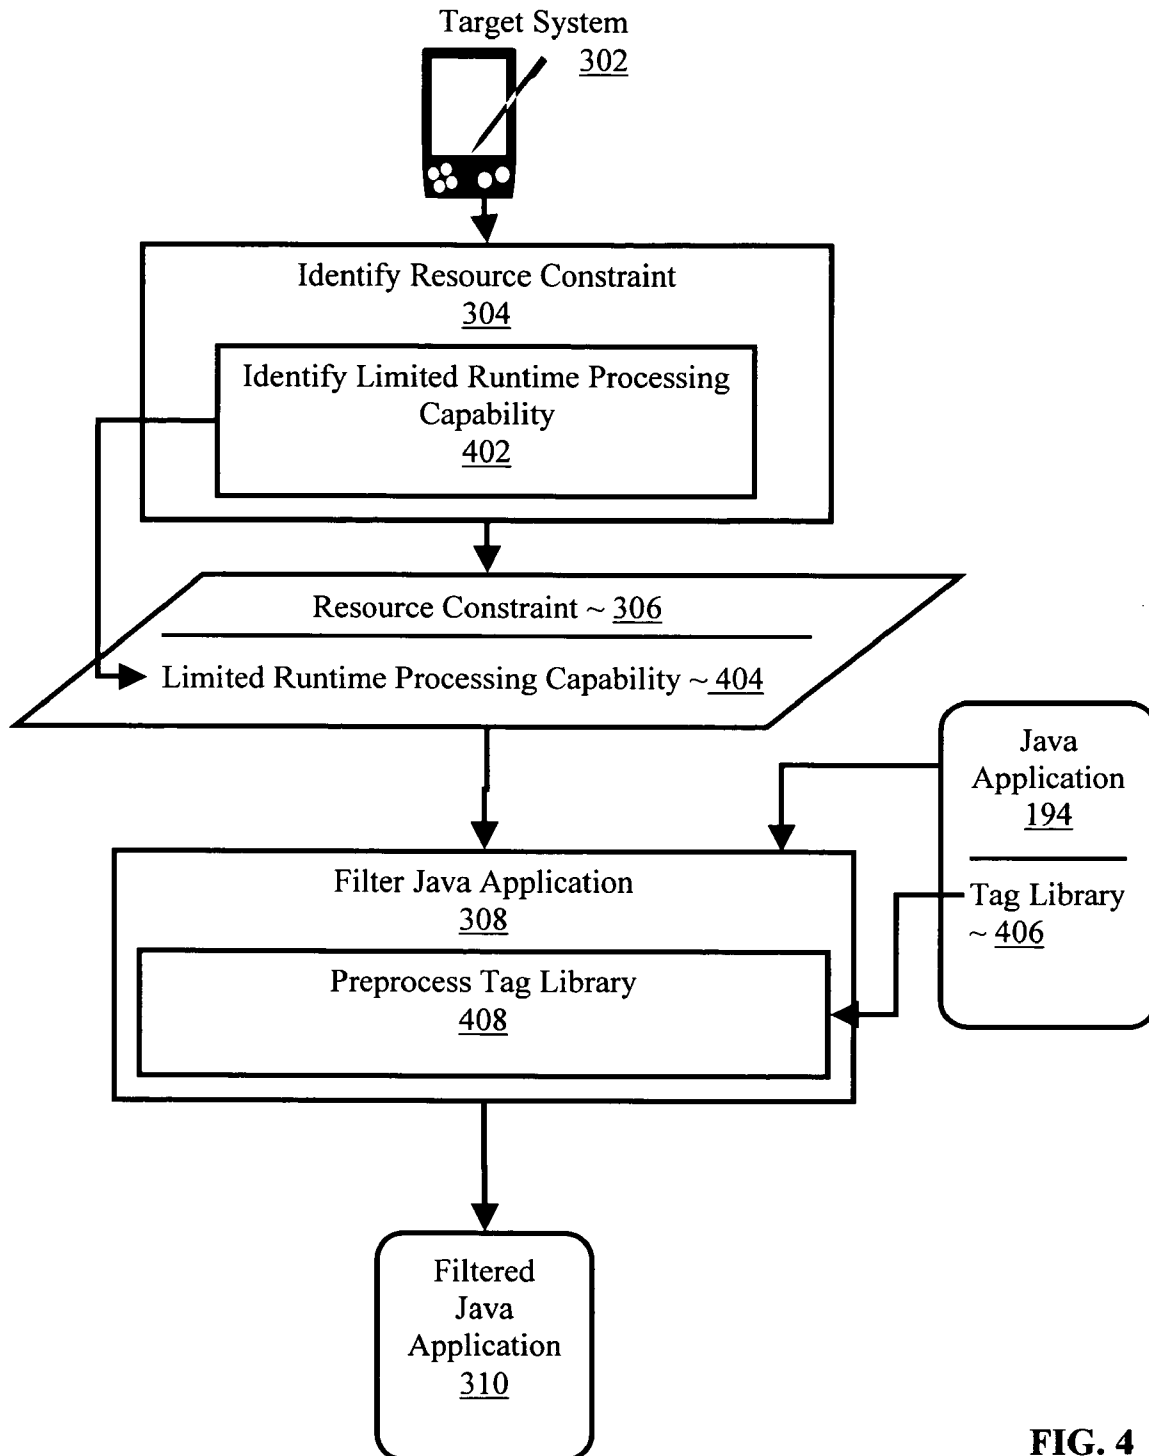 Target System
302
Identify Resource Constraint
304
Identify Limited Runtime Processing
Capability
402
Resource Constraint ~ 306
Limited Runtime Processing Capability ~ 404
Java
Application
194
Tag Library
~ 406
Filter Java Application
308
Preprocess Tag Library
408
Filtered
Java
Application
310
FIG. 4